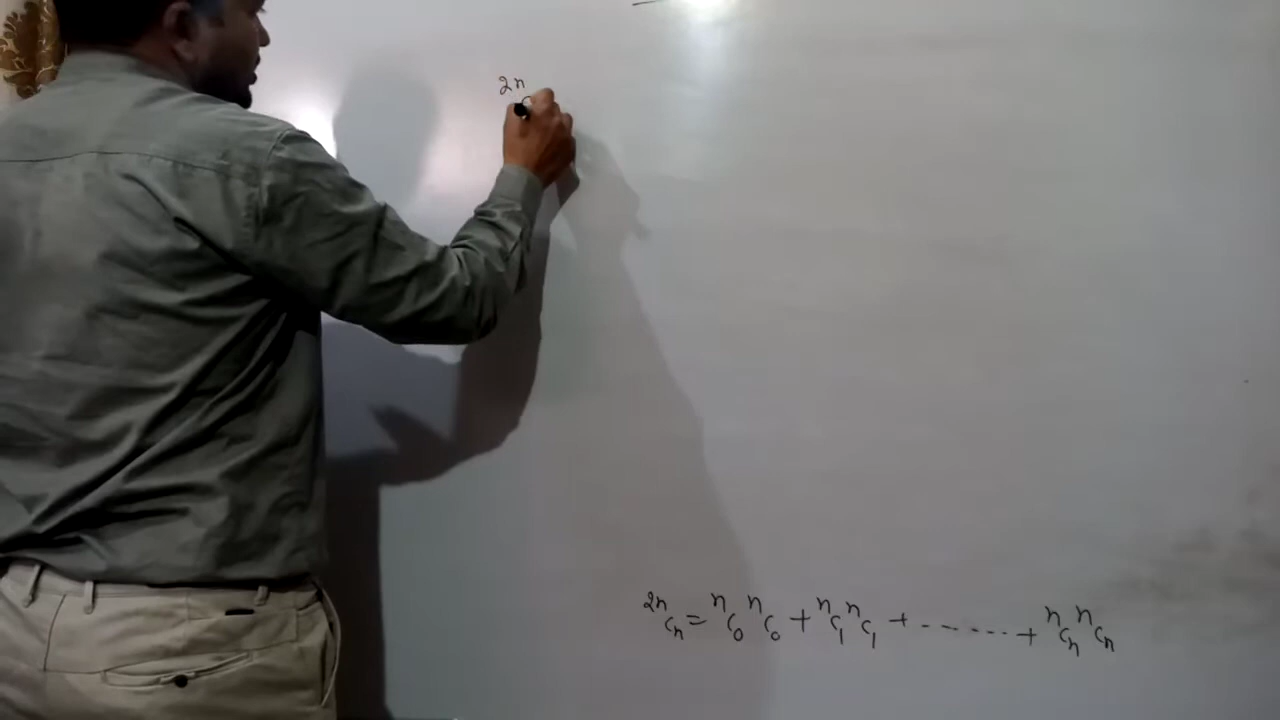 2n
²ⁿCₙ = ⁿC₀ ⁿC₀ + ⁿC₁ ⁿC₁ + ------ + ⁿCₙ ⁿCₙ